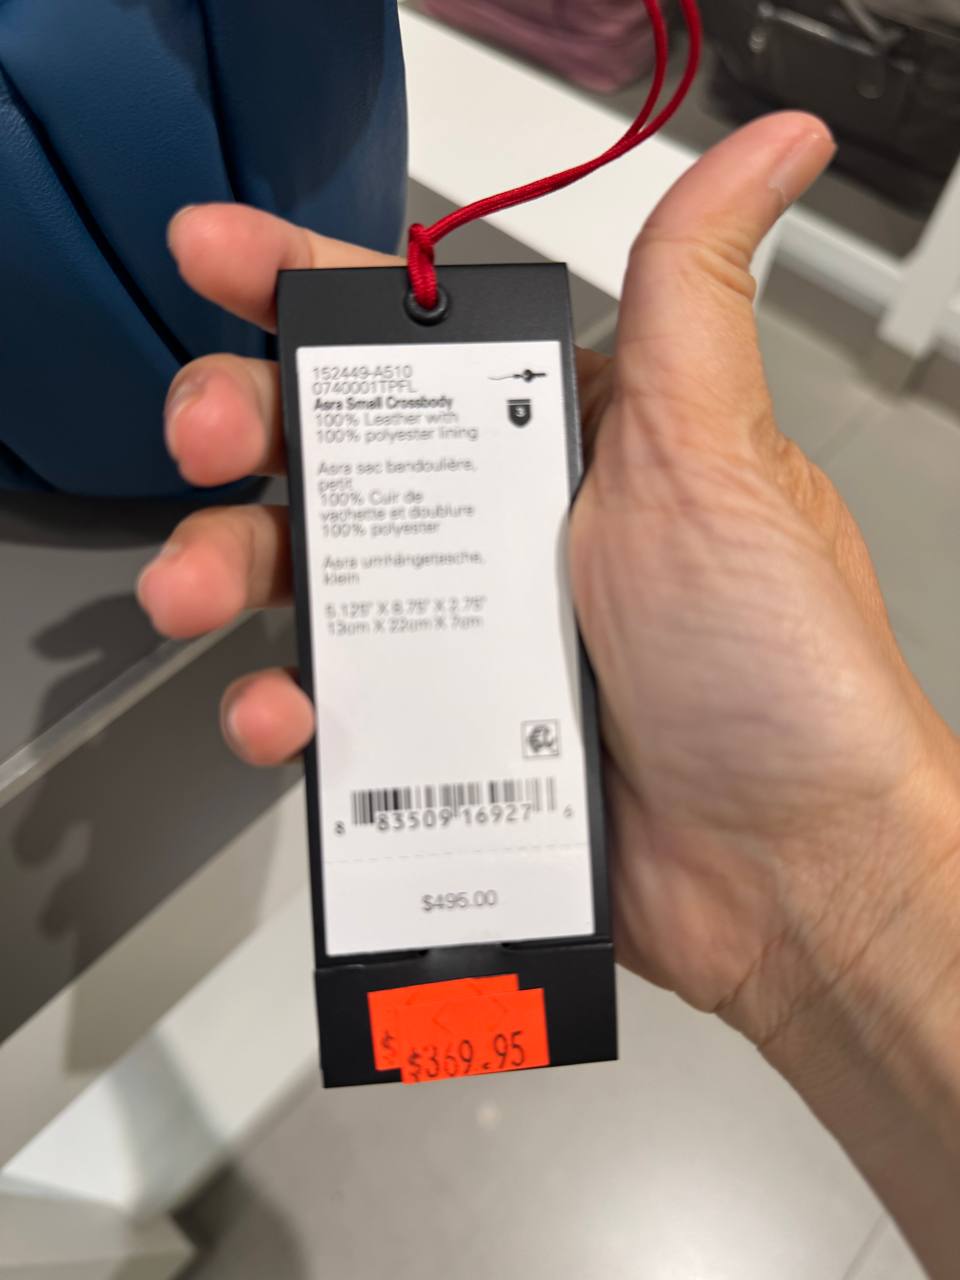 152449-A510
0740001TPFL
Asra Small Crossbody
100% Leather with
100% polyester lining
3
Asra sac bandoulière,
petit
100% Cuir de
vachette et doublure
100% polyester
Asra umhängetasche,
klein
5.125" X 8.75" X 2.75"
13cm X 22cm X 7cm
8 83509 16927 6
$495.00
$
$369.95